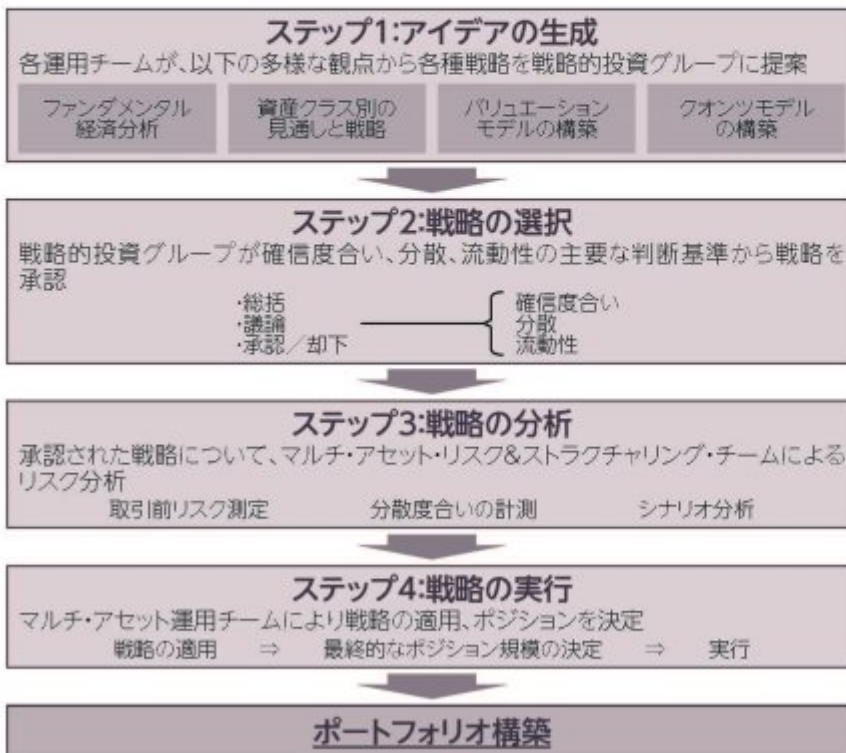 ステップ1:アイデアの生成
各運用チームが、以下の多様な観点から各種戦略を戦略的投資グループに提案
ファンダメンタル
経済分析
資産クラス別の
見通しと戦略
バリュエーション
モデルの構築
クオンツモデル
の構築
ステップ2:戦略の選択
戦略的投資グループが確信度合い、分散、流動性の主要な判断基準から戦略を
承認
・総括
・議論
・承認／却下
確信度合い
分散
流動性
ステップ3:戦略の分析
承認された戦略について、マルチ・アセット・リスク&ストラクチャリング・チームによる
リスク分析
取引前リスク測定 分散度合いの計測 シナリオ分析
ステップ4:戦略の実行
マルチ・アセット運用チームにより戦略の適用、ポジションを決定
戦略の適用 ⇒ 最終的なポジション規模の決定 ⇒ 実行
ポートフォリオ構築